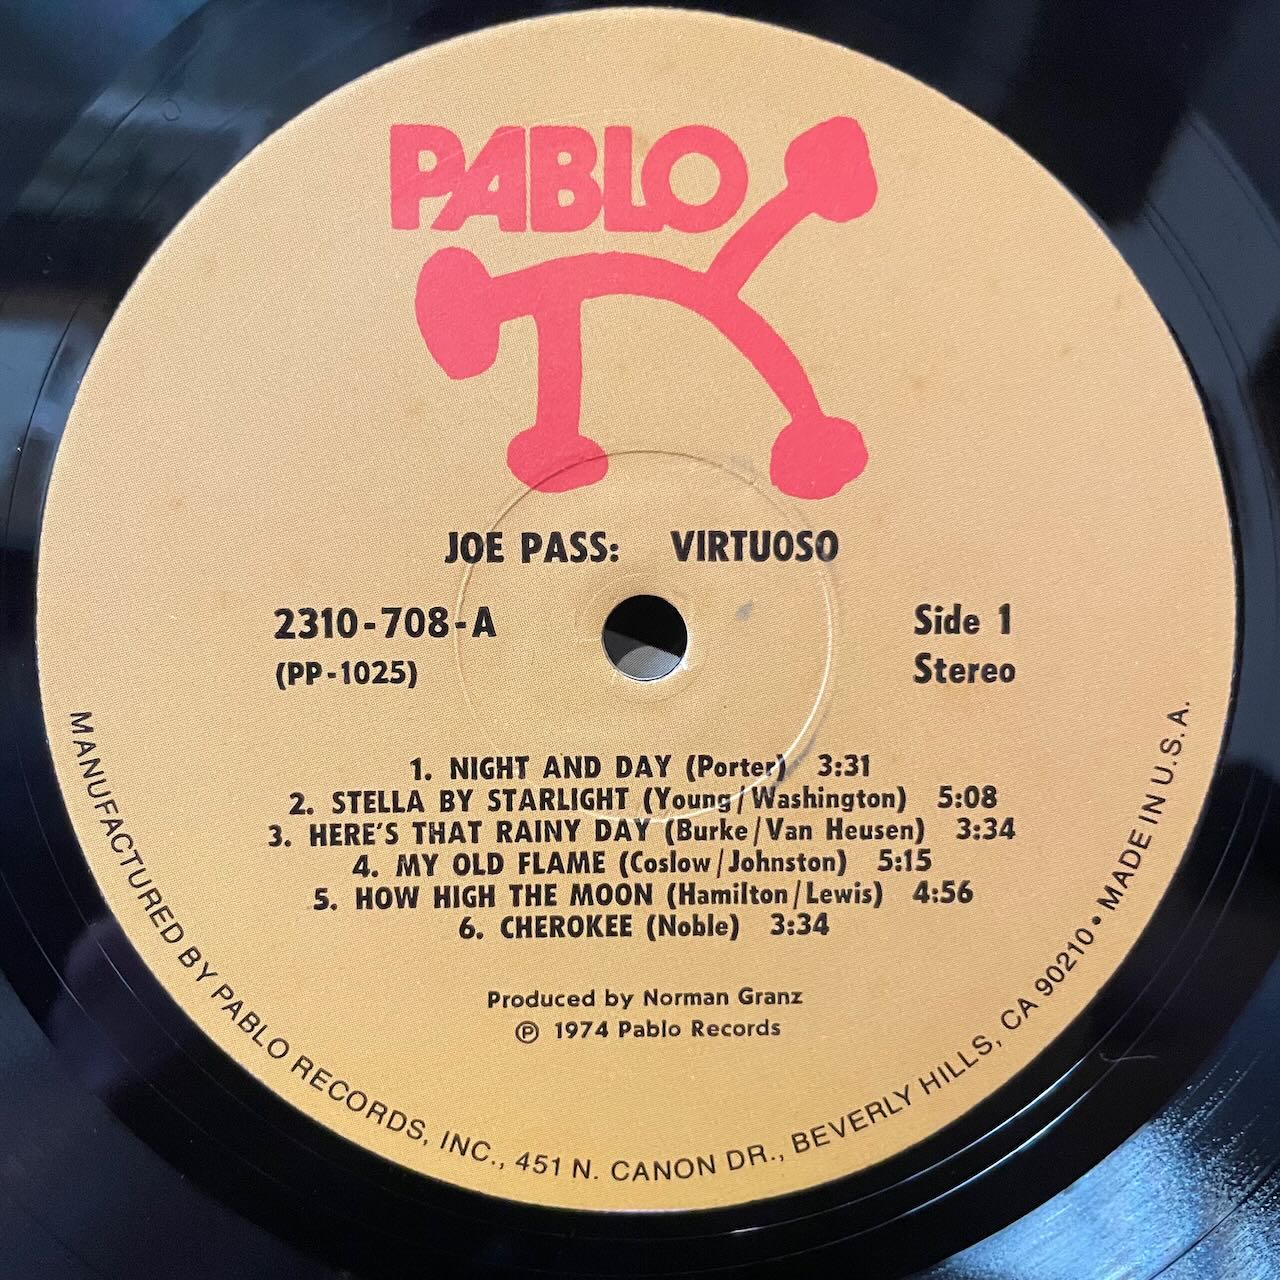 PABLO
JOE PASS: VIRTUOSO
2310-708-A
(PP-1025)
Side 1
Stereo
1. NIGHT AND DAY (Porter) 3:31
2. STELLA BY STARLIGHT (Young/Washington) 5:08
3. HERE'S THAT RAINY DAY (Burke/Van Heusen) 3:34
4. MY OLD FLAME (Coslow/Johnston) 5:15
5. HOW HIGH THE MOON (Hamilton/Lewis) 4:56
6. CHEROKEE (Noble) 3:34
Produced by Norman Granz
℗ 1974 Pablo Records
MANUFACTURED BY PABLO RECORDS, INC., 451 N. CANON DR., BEVERLY HILLS, CA 90210 • MADE IN U.S.A.